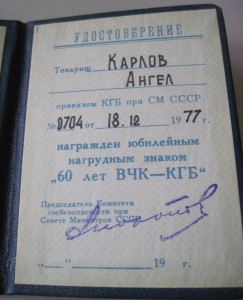 УДОСТОВЕРЕНИЕ
Товарищ КАРЛОВ
АНГЕЛ
приказом КГБ при СМ СССР
№ 0704 от 18.12 1977 г.
награжден юбилейным
нагрудным знаком
„60 лет ВЧК—КГБ“
Председатель Комитета
госбезопасности при
Совете Министров СССР
„ “ 19 г.